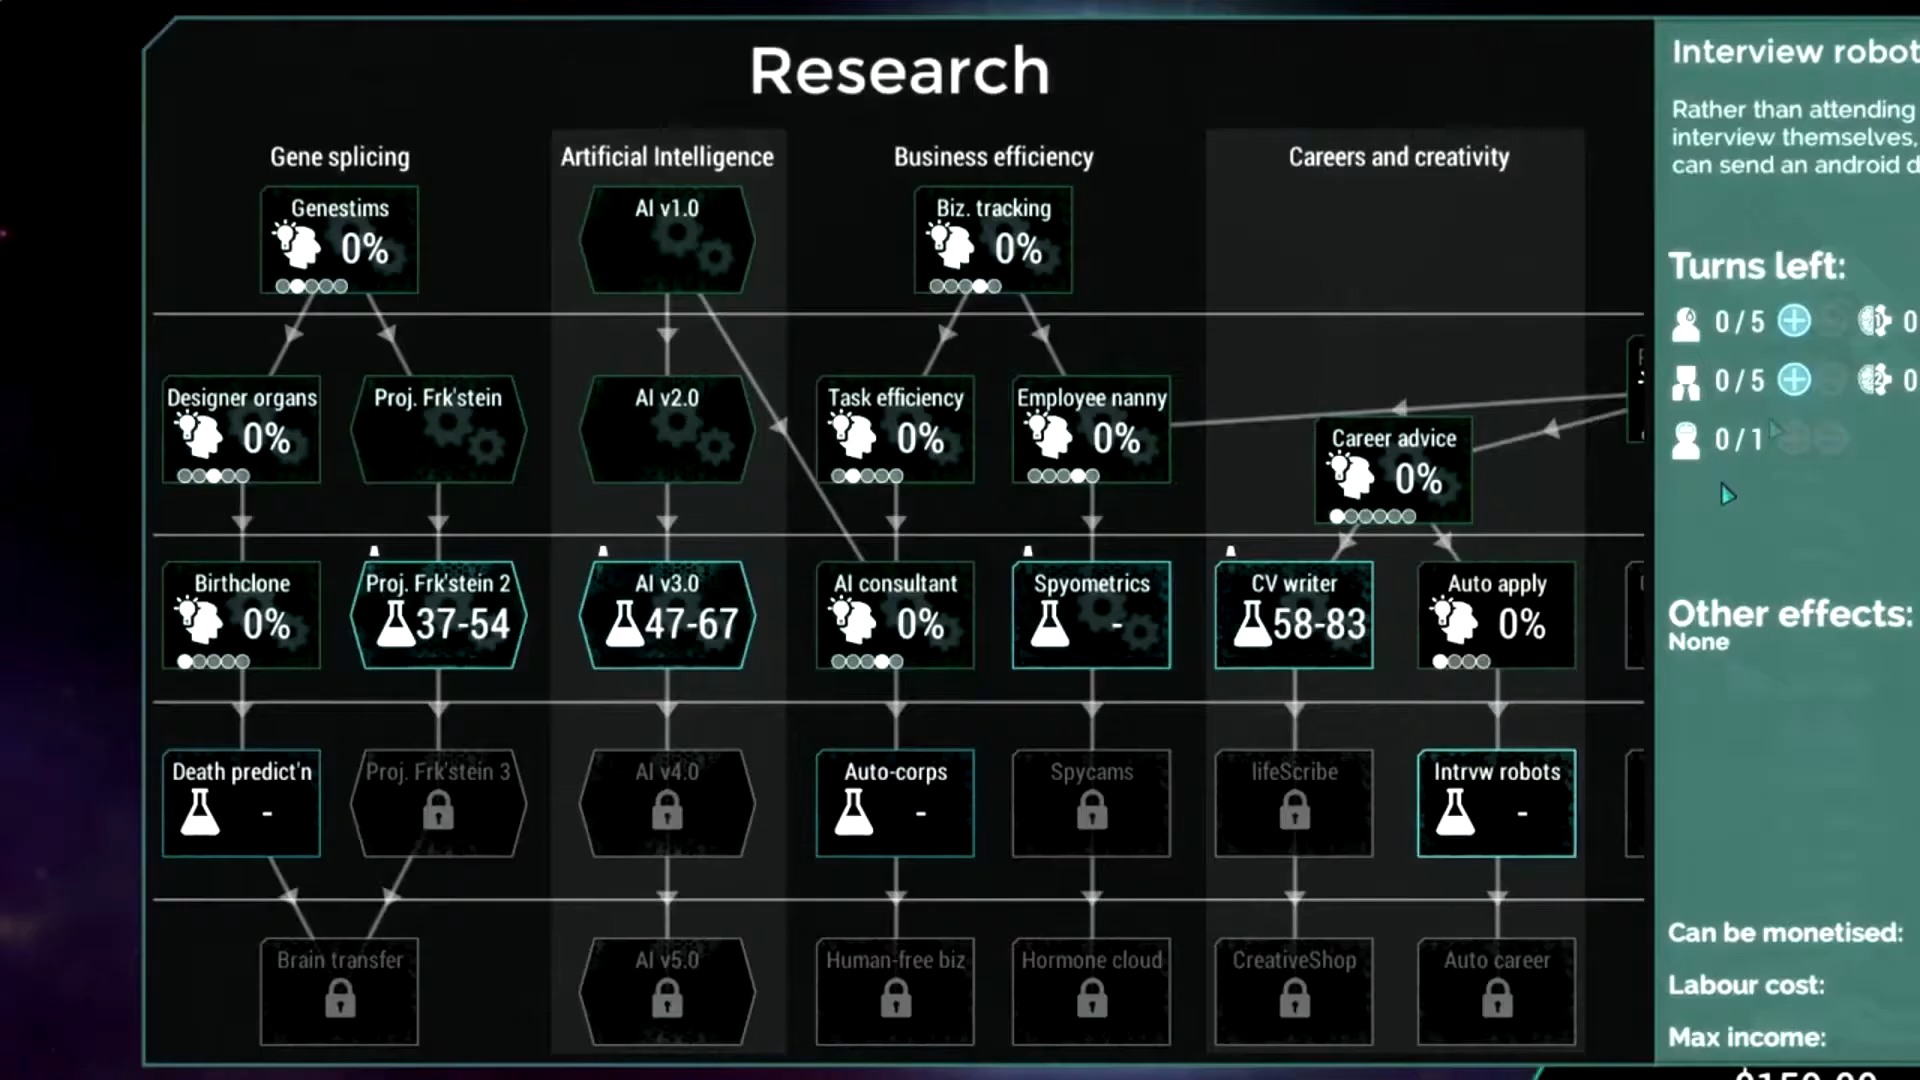 Research
Gene splicing
Artificial Intelligence
Business efficiency
Careers and creativity
Genestims
0%
AI v1.0
Biz. tracking
0%
Designer organs
0%
Proj. Frk'stein
AI v2.0
Task efficiency
0%
Employee nanny
0%
Career advice
0%
Birthclone
0%
Proj. Frk'stein 2
37-54
AI v3.0
47-67
AI consultant
0%
Spyometrics
-
CV writer
58-83
Auto apply
0%
Death predict'n
-
Proj. Frk'stein 3
AI v4.0
Auto-corps
-
Spycams
lifeScribe
Intrvw robots
-
Brain transfer
AI v5.0
Human-free biz
Hormone cloud
CreativeShop
Auto career
Interview robot
Rather than attending
interview themselves,
can send an android d
Turns left:
0/5 0
0/5 0
0/1
Other effects:
None
Can be monetised:
Labour cost:
Max income: